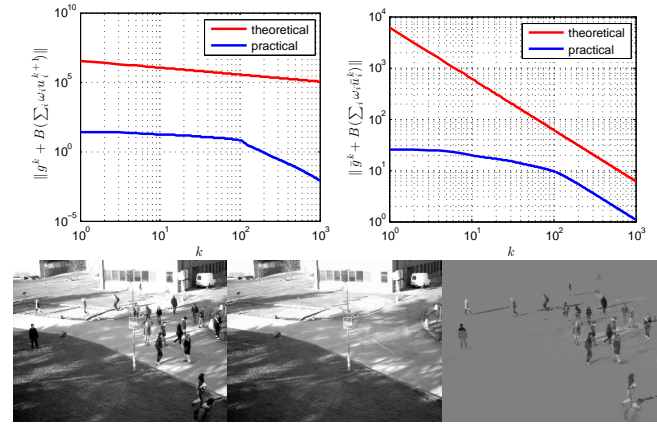 10^10
10^5
10^0
10^−5
10^0 10^1 10^2 10^3
k
‖g^k + B(∑_i ω_i u_i^{k+1})‖
theoretical
practical
10^4
10^3
10^2
10^1
10^0
10^0 10^1 10^2 10^3
k
‖ḡ^k + B(∑_i ω_i ū_i^k)‖
theoretical
practical